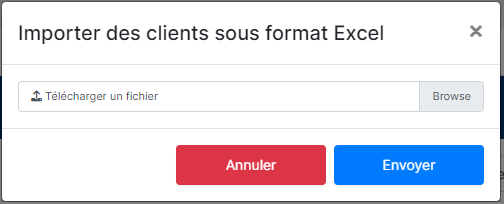 Importer des clients sous format Excel ×
Télécharger un fichier Browse
Annuler Envoyer